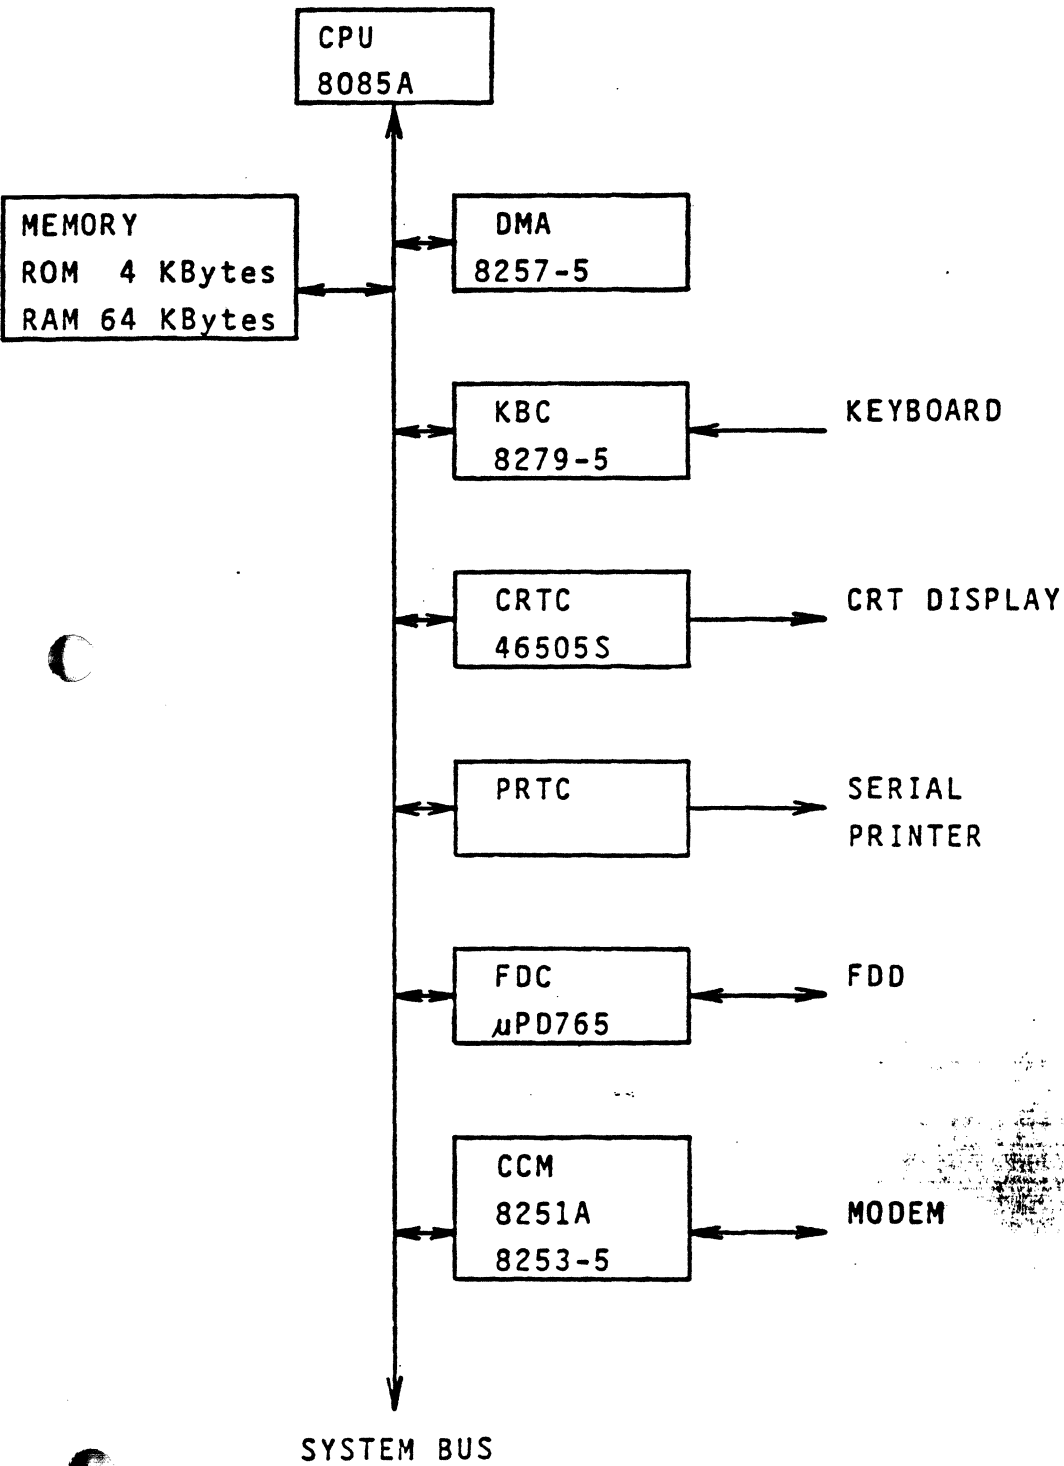 CPU
8085A
MEMORY
ROM 4 KBytes
RAM 64 KBytes
DMA
8257-5
KBC
8279-5
KEYBOARD
CRTC
46505S
CRT DISPLAY
PRTC
SERIAL
PRINTER
FDC
μPD765
FDD
CCM
8251A
8253-5
MODEM
SYSTEM BUS